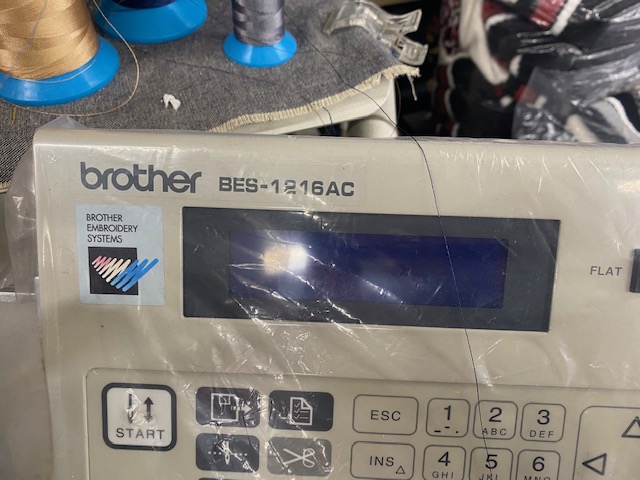 brother BES-1216AC
BROTHER
EMBROIDERY
SYSTEMS
FLAT
START
ESC
1
-.
2
ABC
3
DEF
INS
4
GHI
5
JKL
6